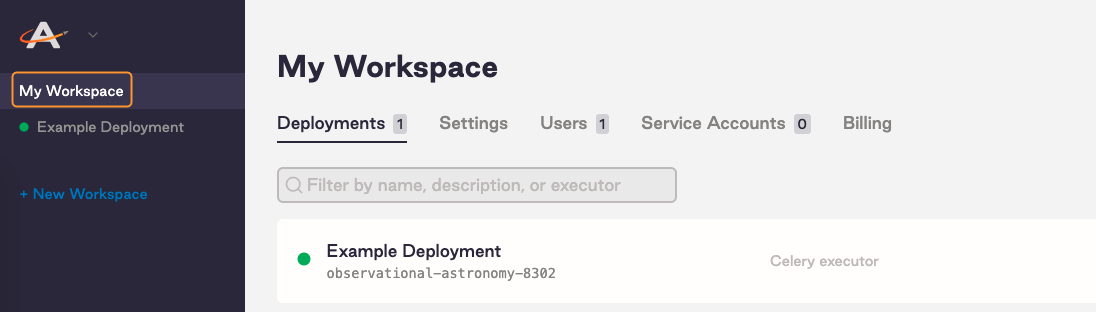 My Workspace
Example Deployment
+ New Workspace
My Workspace
Deployments 1 Settings Users 1 Service Accounts 0 Billing
Filter by name, description, or executor
Example Deployment
observational-astronomy-8302
Celery executor